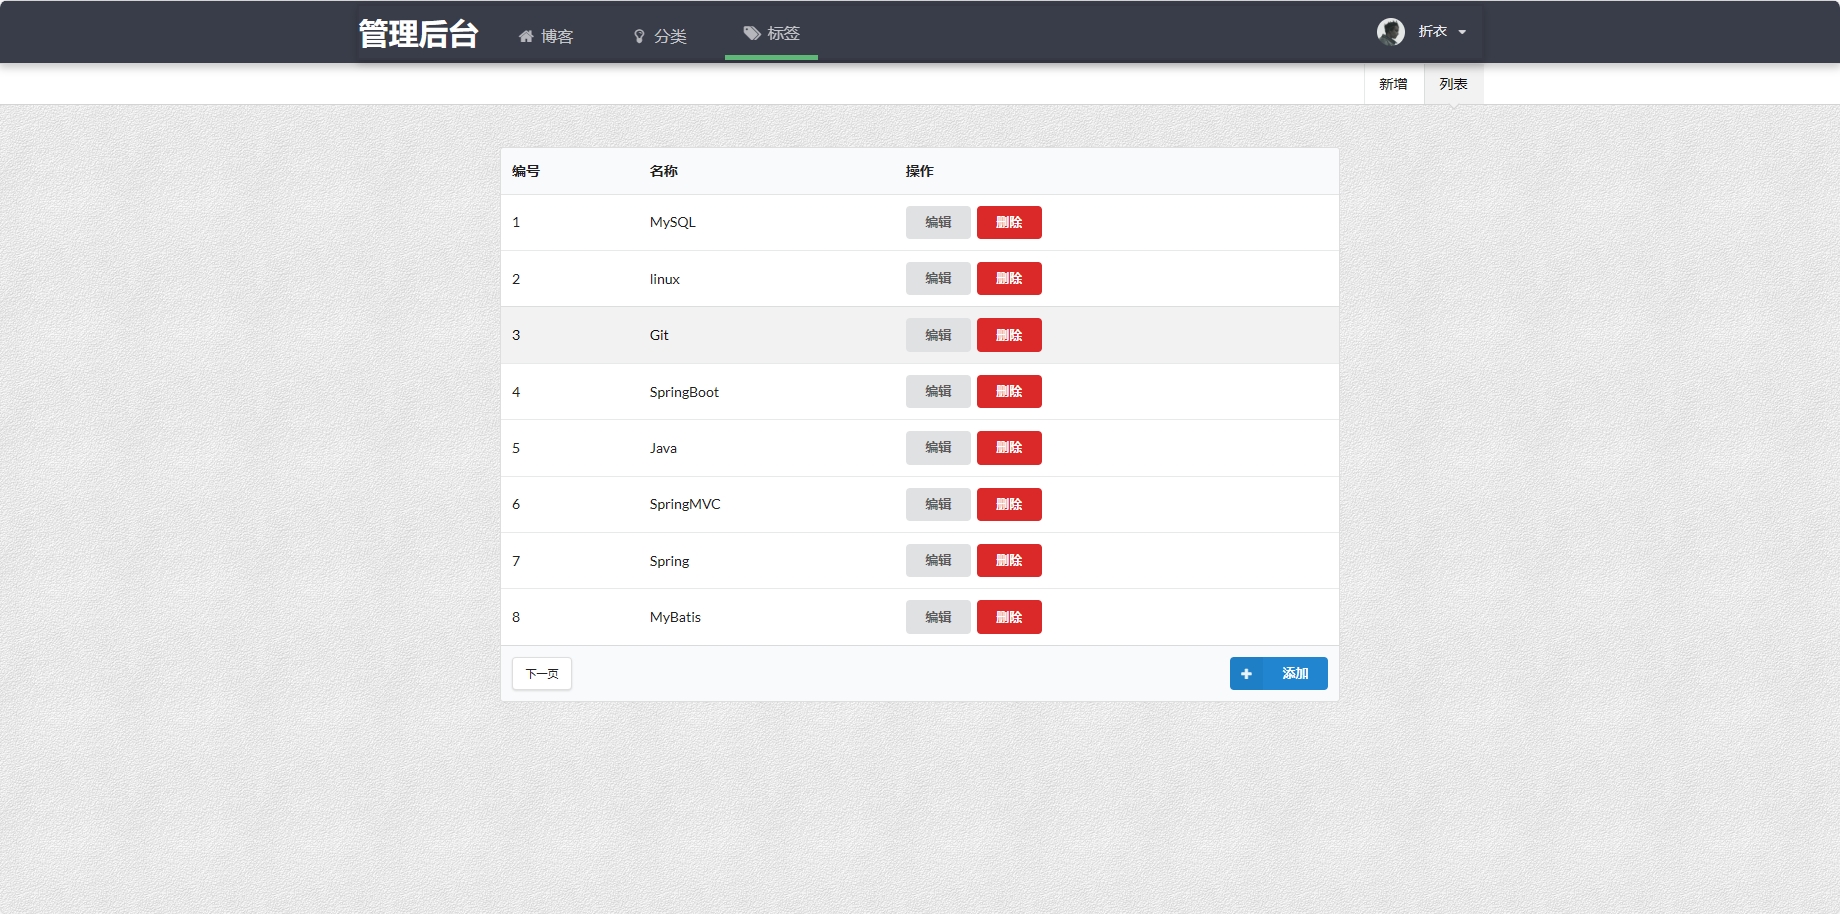 管理后台 博客 分类 标签 折衣
新增 列表
编号 名称 操作
1 MySQL 编辑 删除
2 linux 编辑 删除
3 Git 编辑 删除
4 SpringBoot 编辑 删除
5 Java 编辑 删除
6 SpringMVC 编辑 删除
7 Spring 编辑 删除
8 MyBatis 编辑 删除
下一页 添加